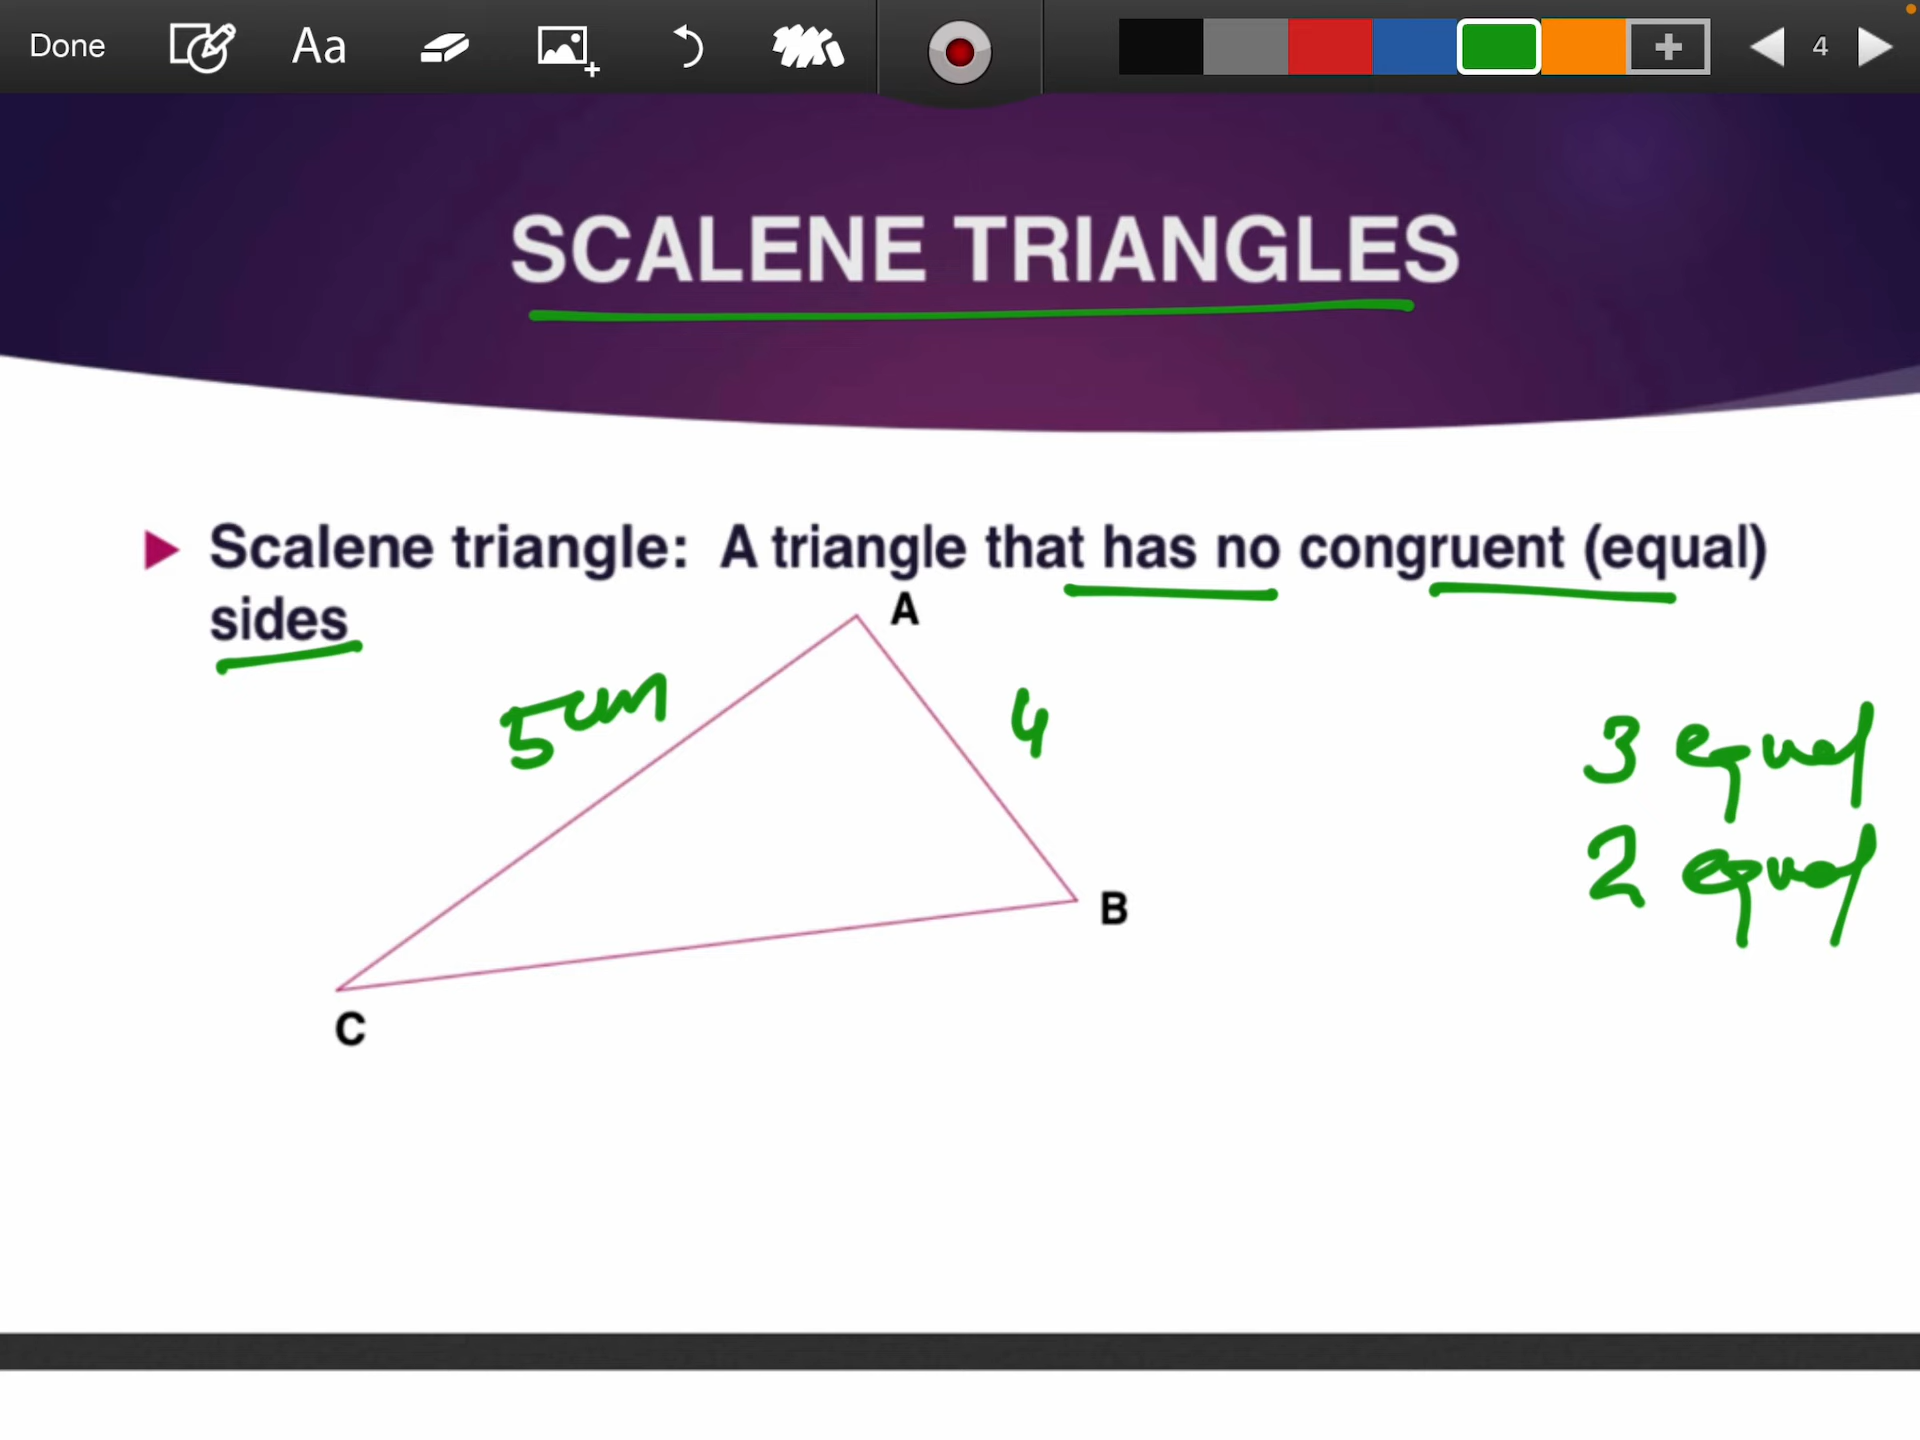 Done Aa 4
SCALENE TRIANGLES
Scalene triangle: A triangle that has no congruent (equal)
sides
A
5cm
4
3 equal
2 equal
B
C